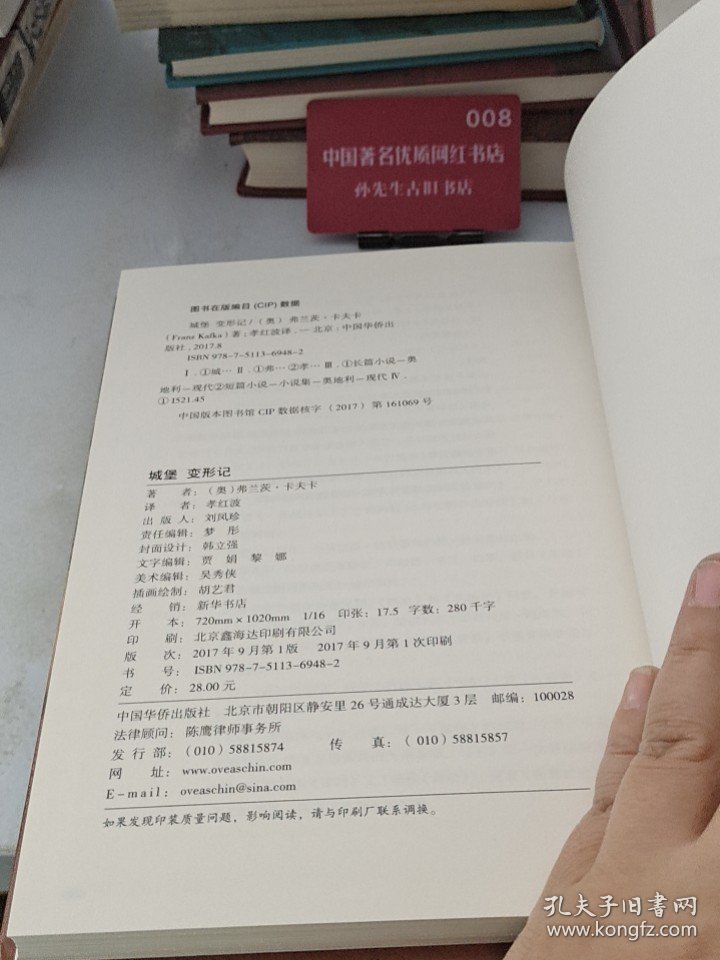 008
中国著名优质网红书店
孙先生古旧书店
图书在版编目(CIP)数据
城堡 变形记/(奥)弗兰茨·卡夫卡
(Franz Kafka)著;孝红波译.—北京:中国华侨出
版社,2017.8
ISBN 978-7-5113-6948-2
Ⅰ.①城… Ⅱ.①弗…②孝… Ⅲ.①长篇小说—奥
地利—现代②短篇小说—小说集—奥地利—现代 Ⅳ.
①I521.45
中国版本图书馆 CIP 数据核字(2017)第 161069 号
城堡 变形记
著 者:(奥)弗兰茨·卡夫卡
译 者:孝红波
出 版 人:刘凤珍
责任编辑:梦 彤
封面设计:韩立强
文字编辑:贾 娟 黎 娜
美术编辑:吴秀侠
插画绘制:胡艺君
经 销:新华书店
开 本:720mm×1020mm 1/16 印张:17.5 字数:280 千字
印 刷:北京鑫海达印刷有限公司
版 次:2017 年 9 月第 1 版 2017 年 9 月第 1 次印刷
书 号:ISBN 978-7-5113-6948-2
定 价:28.00 元
中国华侨出版社 北京市朝阳区静安里 26 号通成达大厦 3 层 邮编:100028
法律顾问:陈鹰律师事务所
发 行 部:(010)58815874 传 真:(010)58815857
网 址:www.oveaschin.com
E-mail:oveaschin@sina.com
如果发现印装质量问题,影响阅读,请与印刷厂联系调换。
孔夫子旧书网
www.kongfz.com